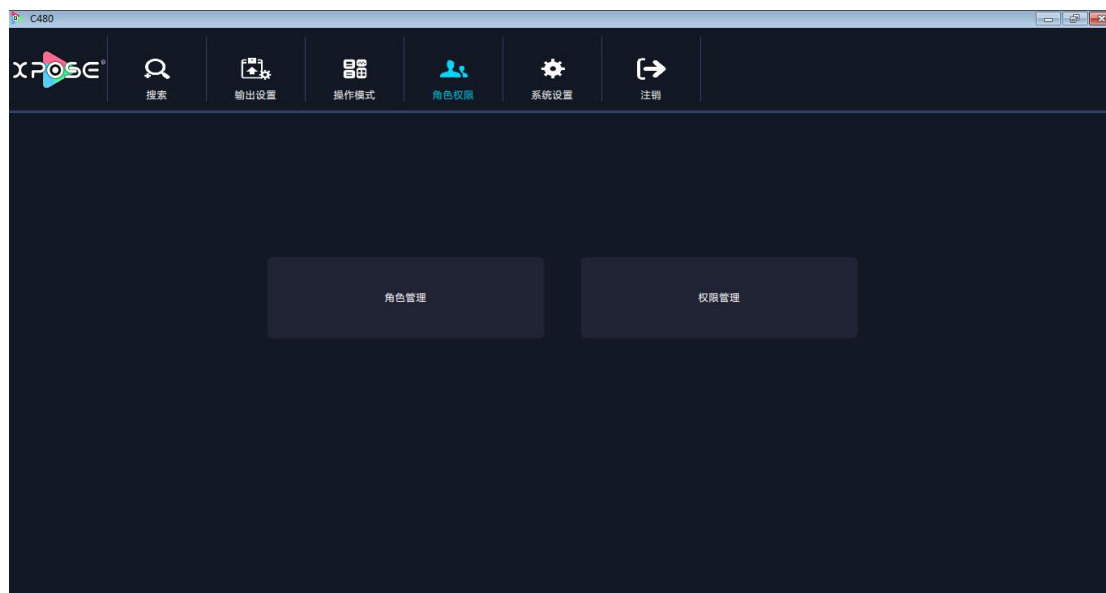 C480
XPOSE®
搜索
输出设置
操作模式
角色权限
系统设置
注销
角色管理
权限管理